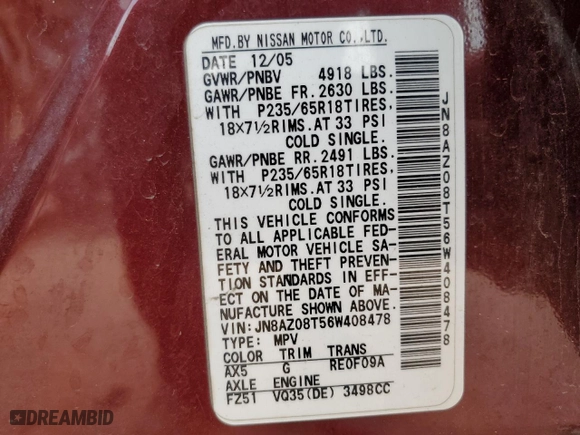 MFD.BY NISSAN MOTOR CO.,LTD.
DATE 12/05
GVWR/PNBV 4918 LBS.
GAWR/PNBE FR. 2630 LBS.
WITH P235/65R18TIRES,
18×7½RIMS.AT 33 PSI
COLD SINGLE.
GAWR/PNBE RR. 2491 LBS.
WITH P235/65R18TIRES,
18×7½RIMS.AT 33 PSI
COLD SINGLE.
THIS VEHICLE CONFORMS
TO ALL APPLICABLE FED-
ERAL MOTOR VEHICLE SA-
FETY AND THEFT PREVEN-
TION STANDARDS IN EFF-
ECT ON THE DATE OF MA-
NUFACTURE SHOWN ABOVE.
VIN:JN8AZ08T56W408478
TYPE: MPV
COLOR TRIM TRANS
AX5 G RE0F09A
AXLE ENGINE
FZ51 VQ35(DE) 3498CC
JN8AZ08T56W408478
DREAMBID